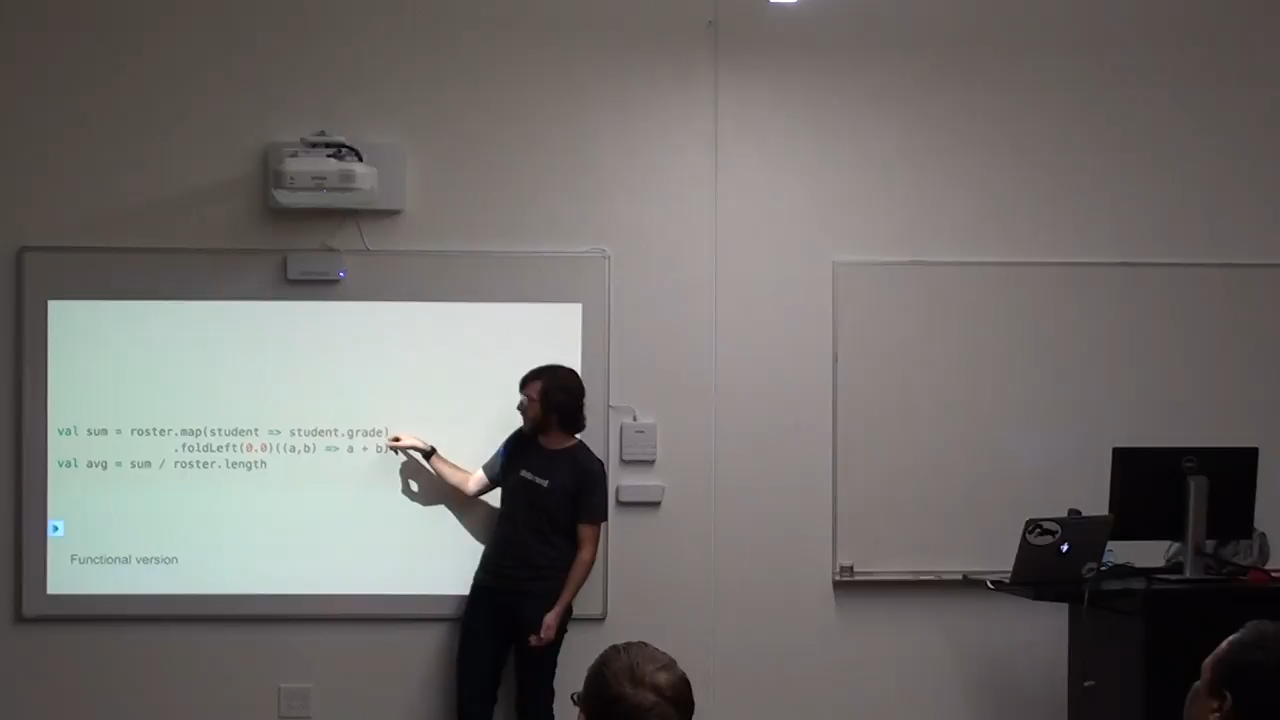 val sum = roster.map(student => student.grade)
.foldLeft(0.0)((a,b) => a + b)
val avg = sum / roster.length
Functional version